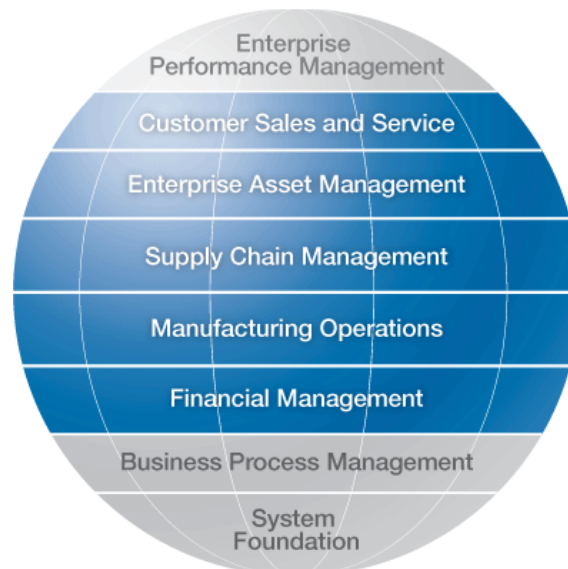 Enterprise
Performance Management
Customer Sales and Service
Enterprise Asset Management
Supply Chain Management
Manufacturing Operations
Financial Management
Business Process Management
System
Foundation